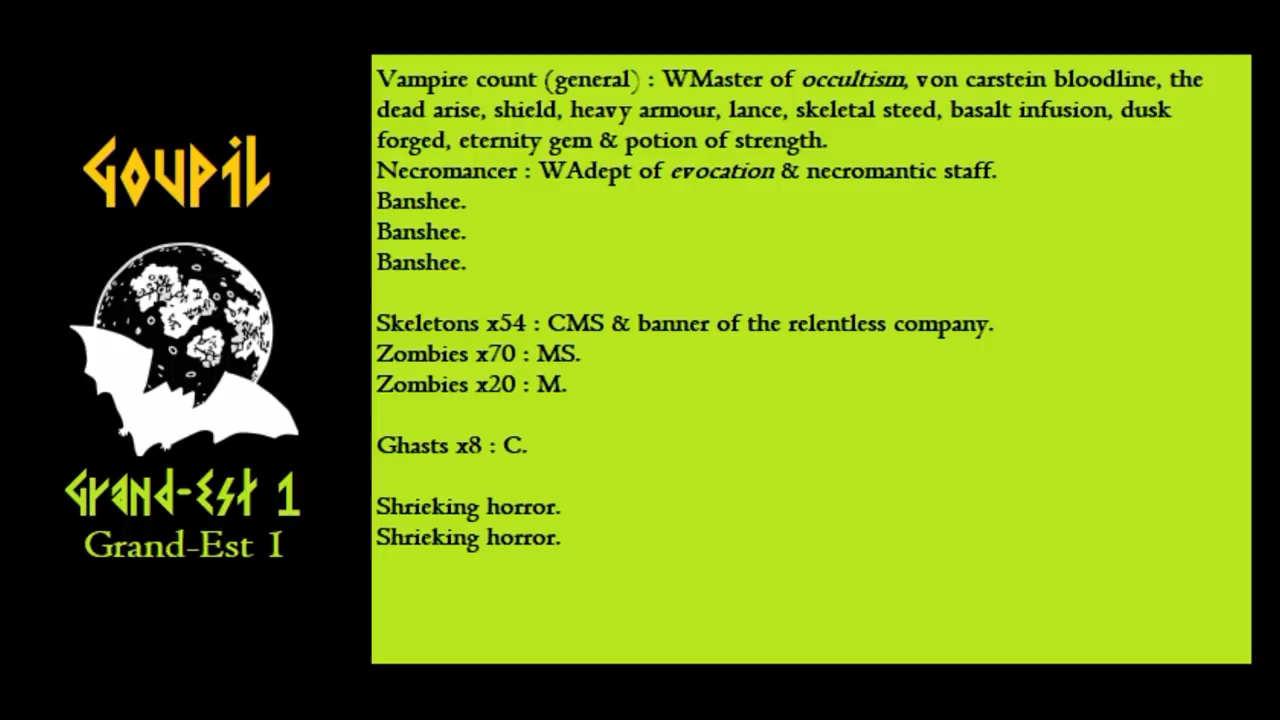 Goupil
Grand-Est 1
Grand-Est 1
Vampire count (general) : WMaster of occultism, von carstein bloodline, the
dead arise, shield, heavy armour, lance, skeletal steed, basalt infusion, dusk
forged, eternity gem & potion of strength.
Necromancer : WAdept of evocation & necromantic staff.
Banshee.
Banshee.
Banshee.
Skeletons x54 : CMS & banner of the relentless company.
Zombies x70 : MS.
Zombies x20 : M.
Ghasts x8 : C.
Shrieking horror.
Shrieking horror.